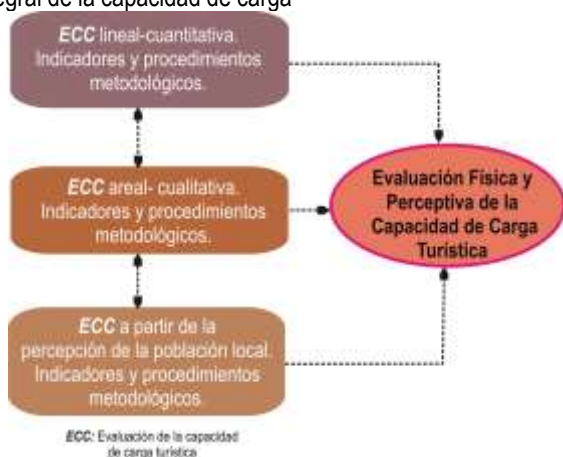 egral de la capacidad de carga
ECC lineal-cuantitativa.
Indicadores y procedimientos
metodológicos.
ECC areal- cualitativa.
Indicadores y procedimientos
metodológicos.
ECC a partir de la
percepción de la población local.
Indicadores y procedimientos
metodológicos.
Evaluación Física y
Perceptiva de la
Capacidad de Carga
Turística
ECC: Evaluación de la capacidad
de carga turística